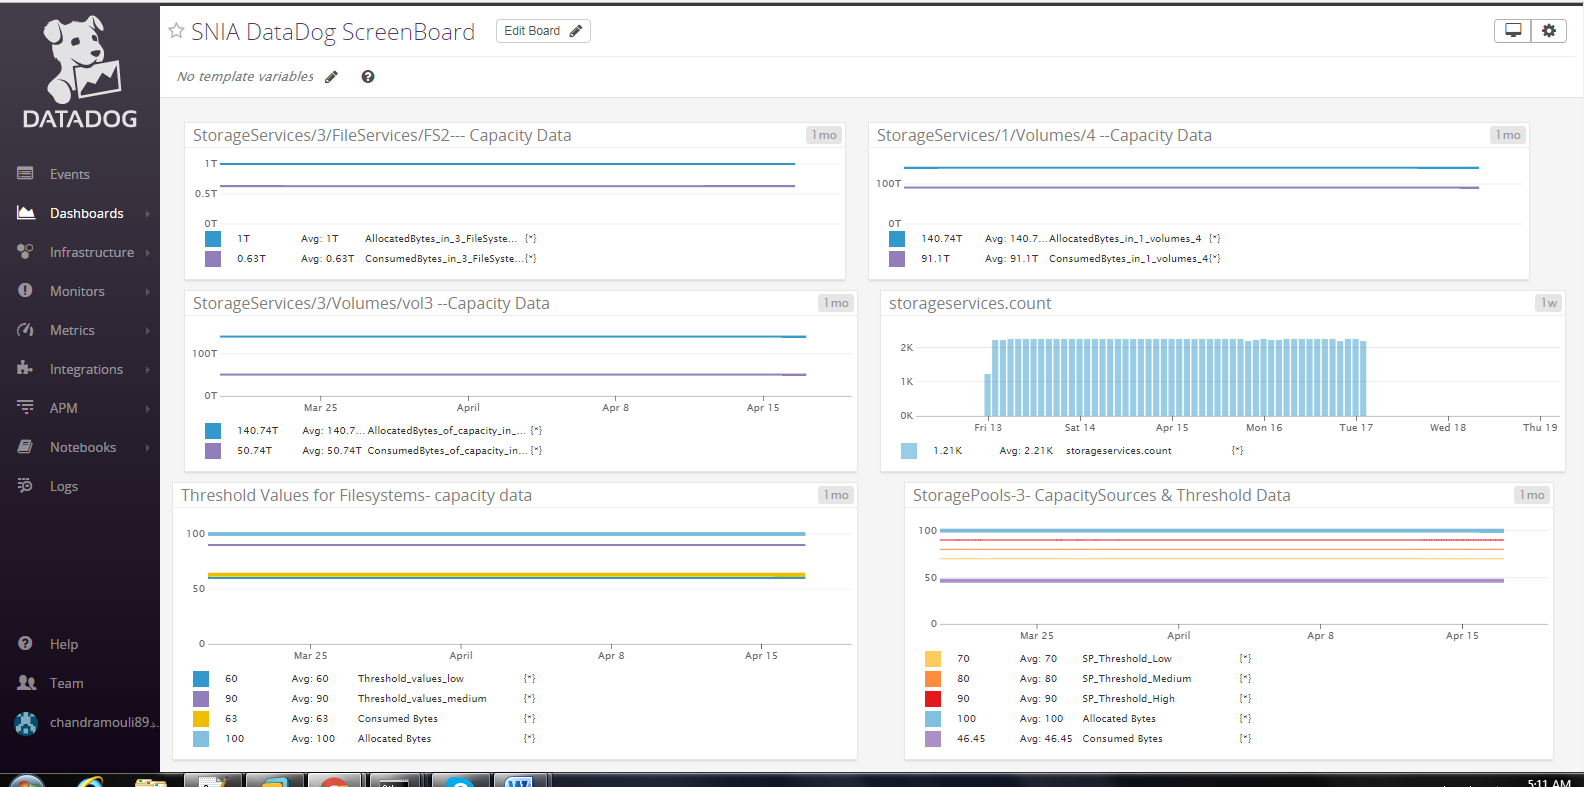 DATADOG
Events
Dashboards
Infrastructure
Monitors
Metrics
Integrations
APM
Notebooks
Logs
Help
Team
chandramouli89...
SNIA DataDog ScreenBoard
Edit Board
No template variables
StorageServices/3/FileServices/FS2--- Capacity Data
1mo
1T
0.5T
0T
1T Avg: 1T AllocatedBytes_in_3_FileSyste... {*}
0.63T Avg: 0.63T ConsumedBytes_in_3_FileSyste... {*}
StorageServices/1/Volumes/4 --Capacity Data
1mo
100T
0T
140.74T Avg: 140.7... AllocatedBytes_in_1_volumes_4 {*}
91.1T Avg: 91.1T ConsumedBytes_in_1_volumes_4 {*}
StorageServices/3/Volumes/vol3 --Capacity Data
1mo
100T
0T
Mar 25 April Apr 8 Apr 15
140.74T Avg: 140.7... AllocatedBytes_of_capacity_in_... {*}
50.74T Avg: 50.74T ConsumedBytes_of_capacity_in... {*}
storageservices.count
1w
2K
1K
0K
Fri 13 Sat 14 Apr 15 Mon 16 Tue 17 Wed 18 Thu 19
1.21K Avg: 2.21K storageservices.count {*}
Threshold Values for Filesystems- capacity data
1mo
100
50
0
Mar 25 April Apr 8 Apr 15
60 Avg: 60 Threshold_values_low {*}
90 Avg: 90 Threshold_values_medium {*}
63 Avg: 63 Consumed Bytes {*}
100 Avg: 100 Allocated Bytes {*}
StoragePools-3- CapacitySources & Threshold Data
1mo
100
50
0
Mar 25 April Apr 8 Apr 15
70 Avg: 70 SP_Threshold_Low {*}
80 Avg: 80 SP_Threshold_Medium {*}
90 Avg: 90 SP_Threshold_High {*}
100 Avg: 100 Allocated Bytes {*}
46.45 Avg: 46.45 Consumed Bytes {*}
5:11 AM